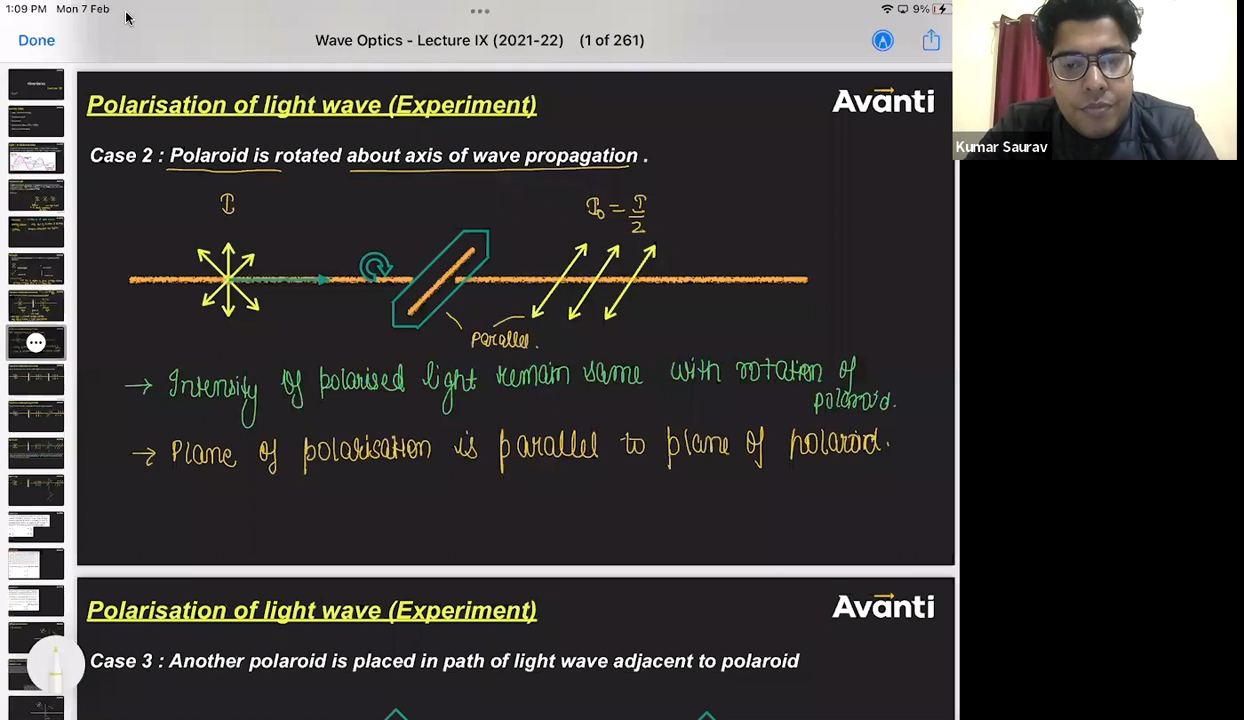 1:09 PM Mon 7 Feb
9%
Done
Wave Optics - Lecture IX (2021-22) (1 of 261)
Polarisation of light wave (Experiment)
Avanti
Case 2 : Polaroid is rotated about axis of wave propagation .
I
I₀ = I/2
parallel.
→ Intensity of polarised light remain same with rotation of
polaroid.
→ Plane of polarisation is parallel to plane of polaroid.
Polarisation of light wave (Experiment)
Avanti
Case 3 : Another polaroid is placed in path of light wave adjacent to polaroid
Kumar Saurav